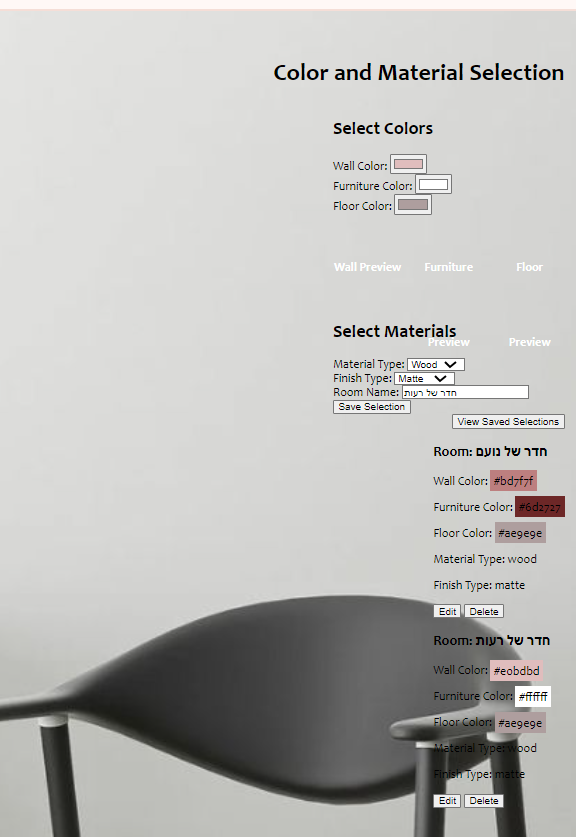 Color and Material Selection
Select Colors
Wall Color:
Furniture Color:
Floor Color:
Wall Preview Furniture Floor
Select Materials
Preview Preview
Material Type: Wood
Finish Type: Matte
Room Name: חדר של רעות
Save Selection
View Saved Selections
Room: חדר של נועם
Wall Color: #bd7f7f
Furniture Color: #6d2727
Floor Color: #ae9e9e
Material Type: wood
Finish Type: matte
Edit Delete
Room: חדר של רעות
Wall Color: #e0bdbd
Furniture Color: #ffffff
Floor Color: #ae9e9e
Material Type: wood
Finish Type: matte
Edit Delete